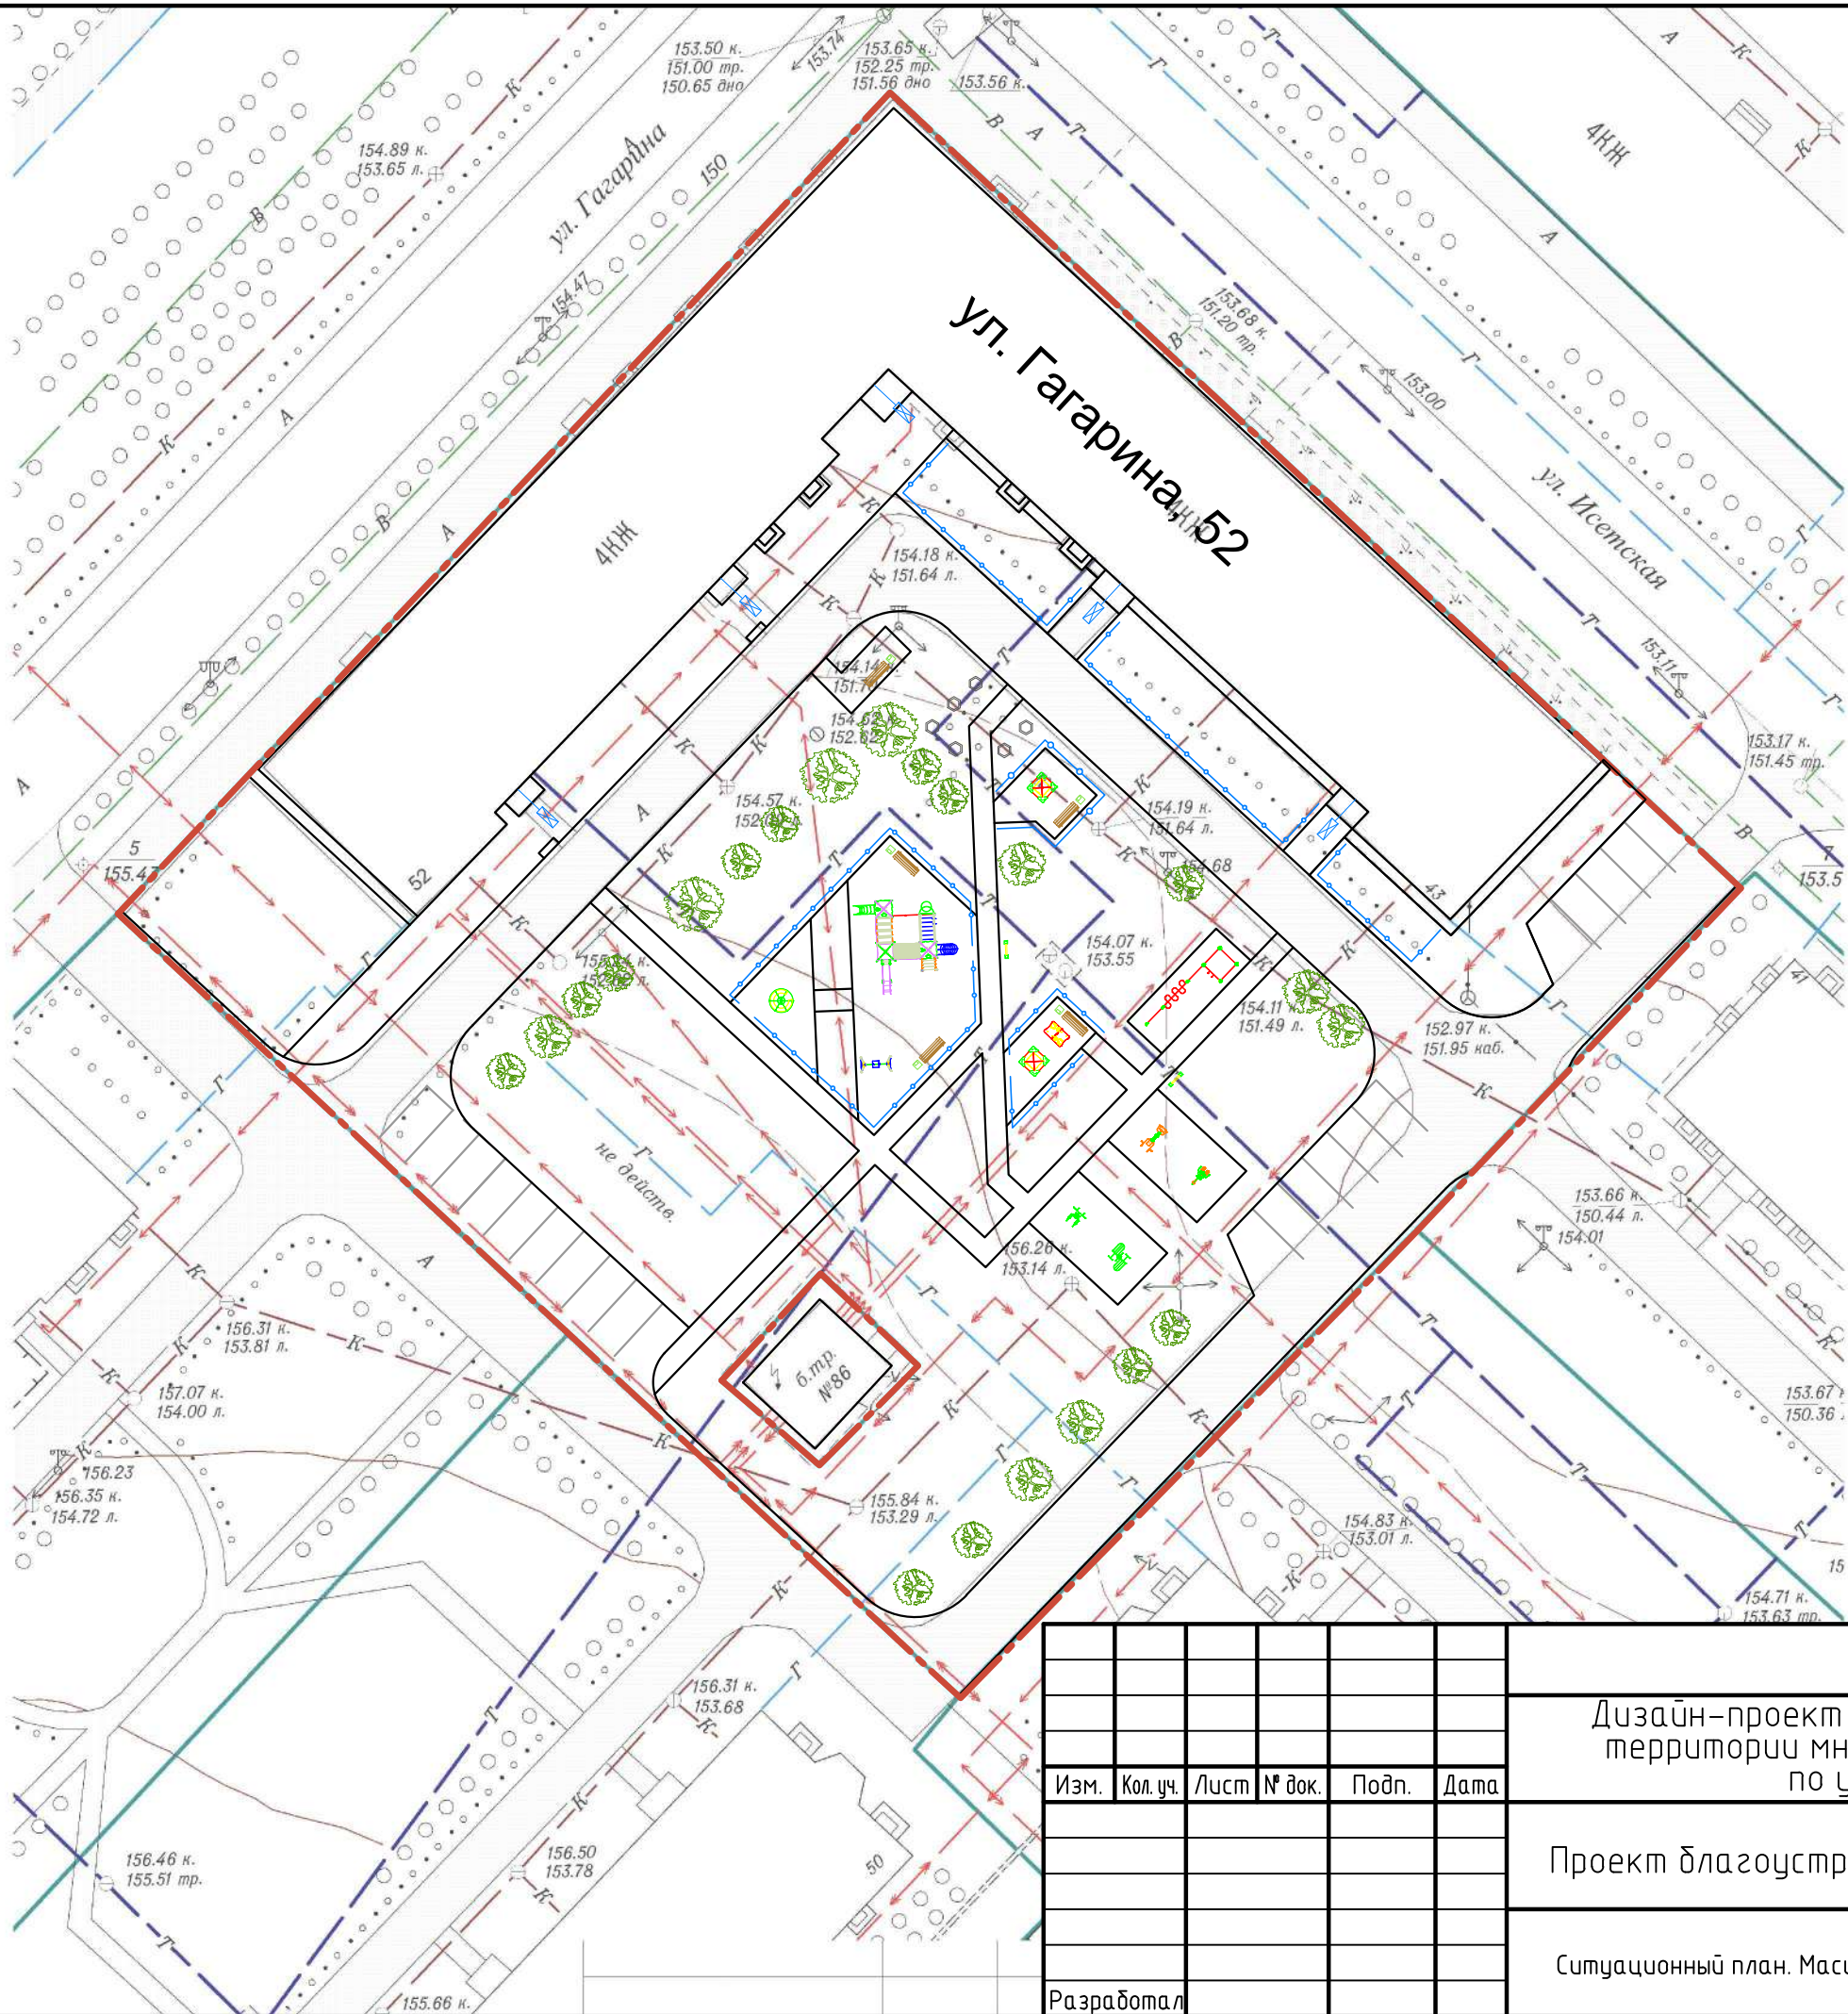 153.50 к.
151.00 тр.
150.65 дно
153.74
153.65 к.
152.25 тр.
151.56 дно
153.56 к.
154.89 к.
153.65 л.
ул. Гагарина
150
154.47
4КЖ
ул. Гагарина, 52
4КЖ
153.68 к.
151.20 тр.
153.00
ул. Исетская
4КЖ
154.18 к.
151.64 л.
153.11
153.17 к.
151.45 тр.
154.57 к.
154.19 к.
151.64 л.
154.68
5
155.47
52
43
7
153.5
154.07 к.
153.55
154.11 к.
151.49 л.
152.97 к.
151.95 каб.
47
не действ.
153.66 к.
150.44 л.
154.01
156.26 к.
153.14 л.
156.31 к.
153.81 л.
б.тр.
№86
157.07 к.
154.00 л.
153.67
150.36
156.23
156.35 к.
154.72 л.
155.84 к.
153.29 л.
154.83 к.
153.01 л.
15
154.71 к.
153.63 тр.
156.31 к.
153.68
156.50
153.78
50
156.46 к.
155.51 тр.
155.66 к.
Дизайн-проект
территории мн
по у
Изм. Кол. уч. Лист № док. Подп. Дата
Проект благоустр
Ситуационный план. Мас
Разработал